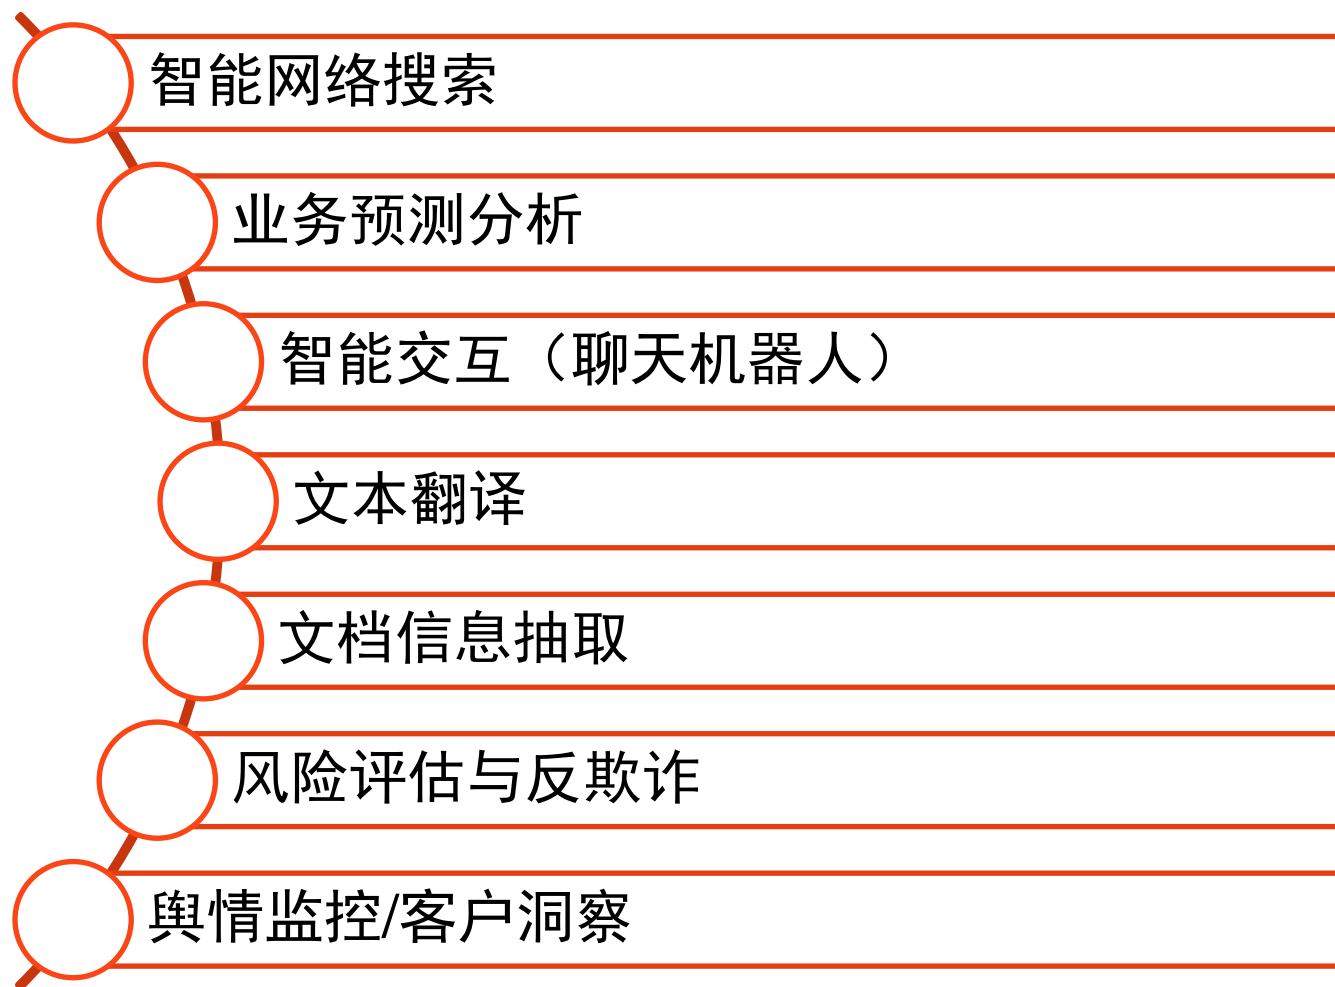 智能网络搜索
业务预测分析
智能交互（聊天机器人）
文本翻译
文档信息抽取
风险评估与反欺诈
舆情监控/客户洞察